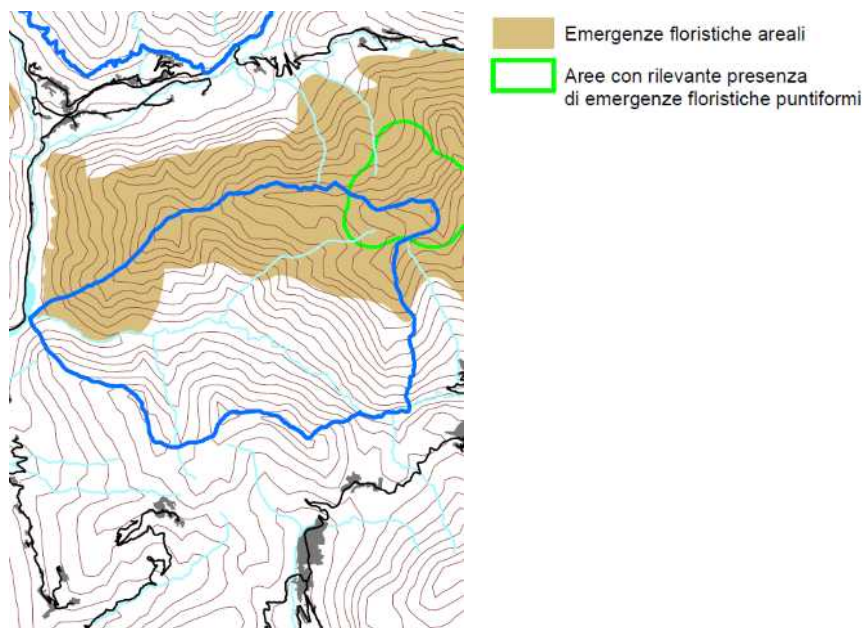 Emergenze floristiche areali
Aree con rilevante presenza
di emergenze floristiche puntiformi